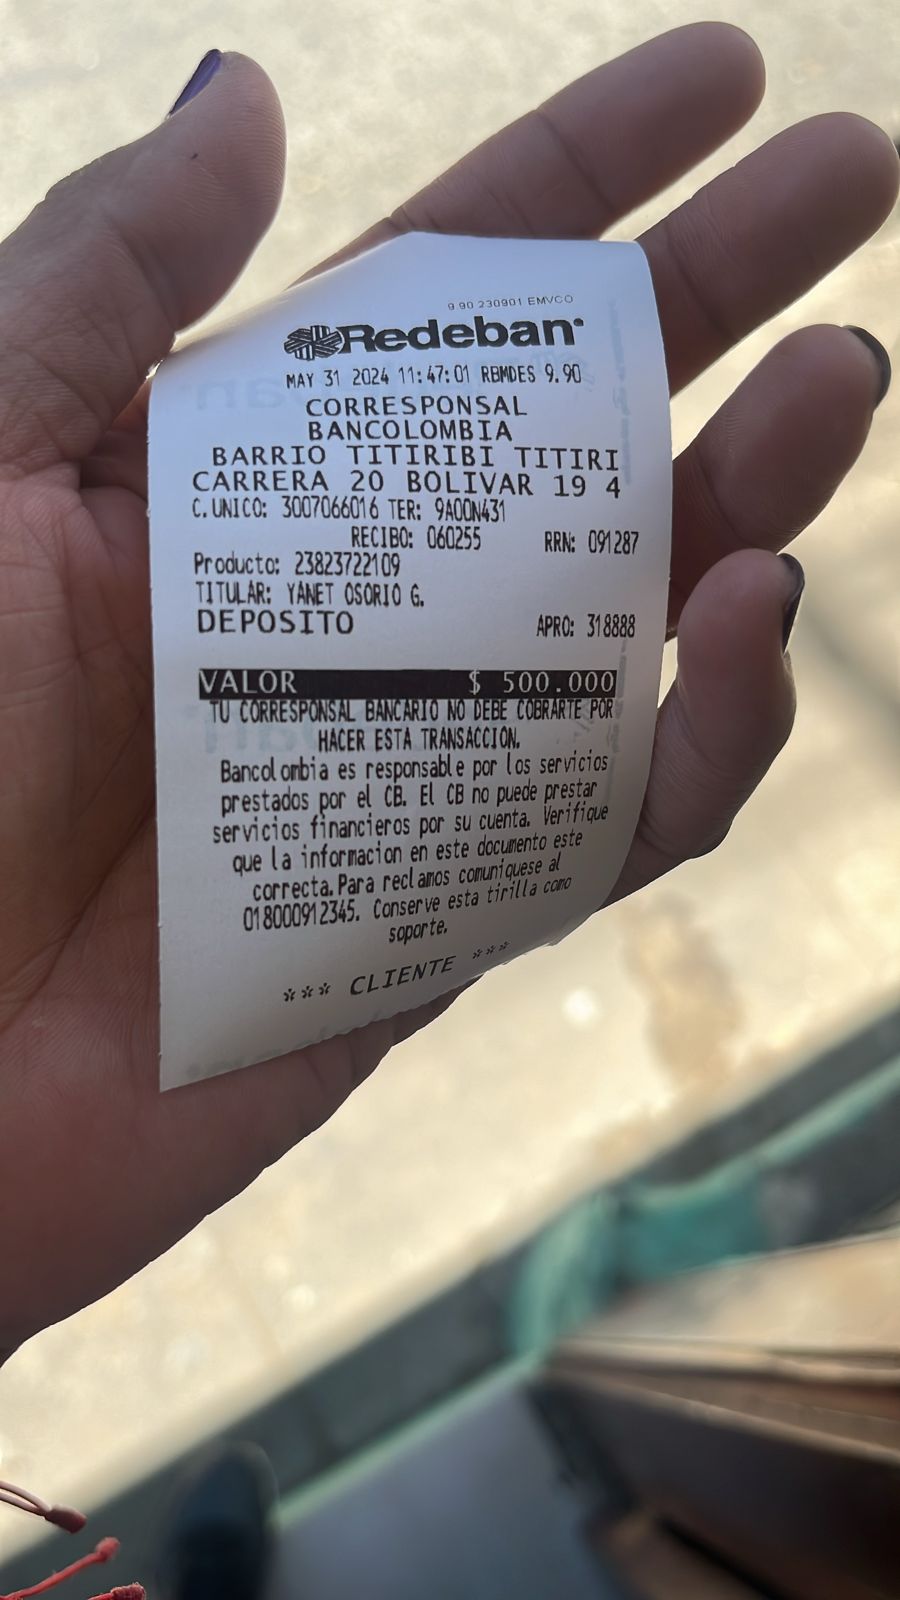 9.90 230901 EMVCO
Redeban
MAY 31 2024 11:47:01 RBMDES 9.90
CORRESPONSAL
BANCOLOMBIA
BARRIO TITIRIBI TITIRI
CARRERA 20 BOLIVAR 19 4
C.UNICO: 3007066016 TER: 9A00N431
RECIBO: 060255 RRN: 091287
Producto: 23823722109
TITULAR: YANET OSORIO G.
DEPOSITO APRO: 318888
VALOR $ 500.000
TU CORRESPONSAL BANCARIO NO DEBE COBRARTE POR
HACER ESTA TRANSACCION.
Bancolombia es responsable por los servicios
prestados por el CB. El CB no puede prestar
servicios financieros por su cuenta. Verifique
que la informacion en este documento este
correcta.Para reclamos comuniquese al
018000912345. Conserve esta tirilla como
soporte.
*** CLIENTE ***